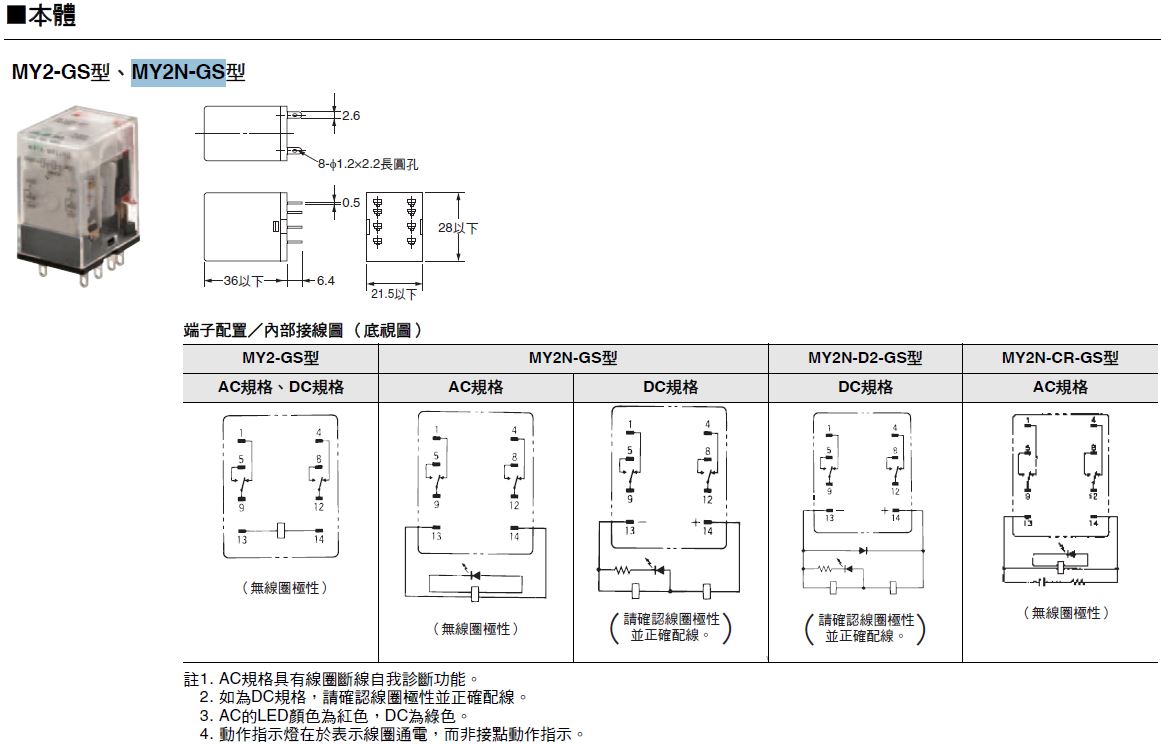 ■本體
MY2-GS型、MY2N-GS型
2.6
8-φ1.2×2.2長圓孔
0.5
28以下
36以下
6.4
21.5以下
端子配置／內部接線圖（底視圖）
MY2-GS型 MY2N-GS型 MY2N-D2-GS型 MY2N-CR-GS型
AC規格、DC規格 AC規格 DC規格 DC規格 AC規格
1 4 1 4 1 4 1 4 1 4
5 8 5 8 5 8 5 8 5 8
9 12 9 12 9 12 9 12 9 12
13 14 13 14 13 − + 14 13 − + 14 13 14
（無線圈極性）
（無線圈極性）
（請確認線圈極性
並正確配線。）
（請確認線圈極性
並正確配線。）
（無線圈極性）
註1. AC規格具有線圈斷線自我診斷功能。
2. 如為DC規格，請確認線圈極性並正確配線。
3. AC的LED顏色為紅色，DC為綠色。
4. 動作指示燈在於表示線圈通電，而非接點動作指示。